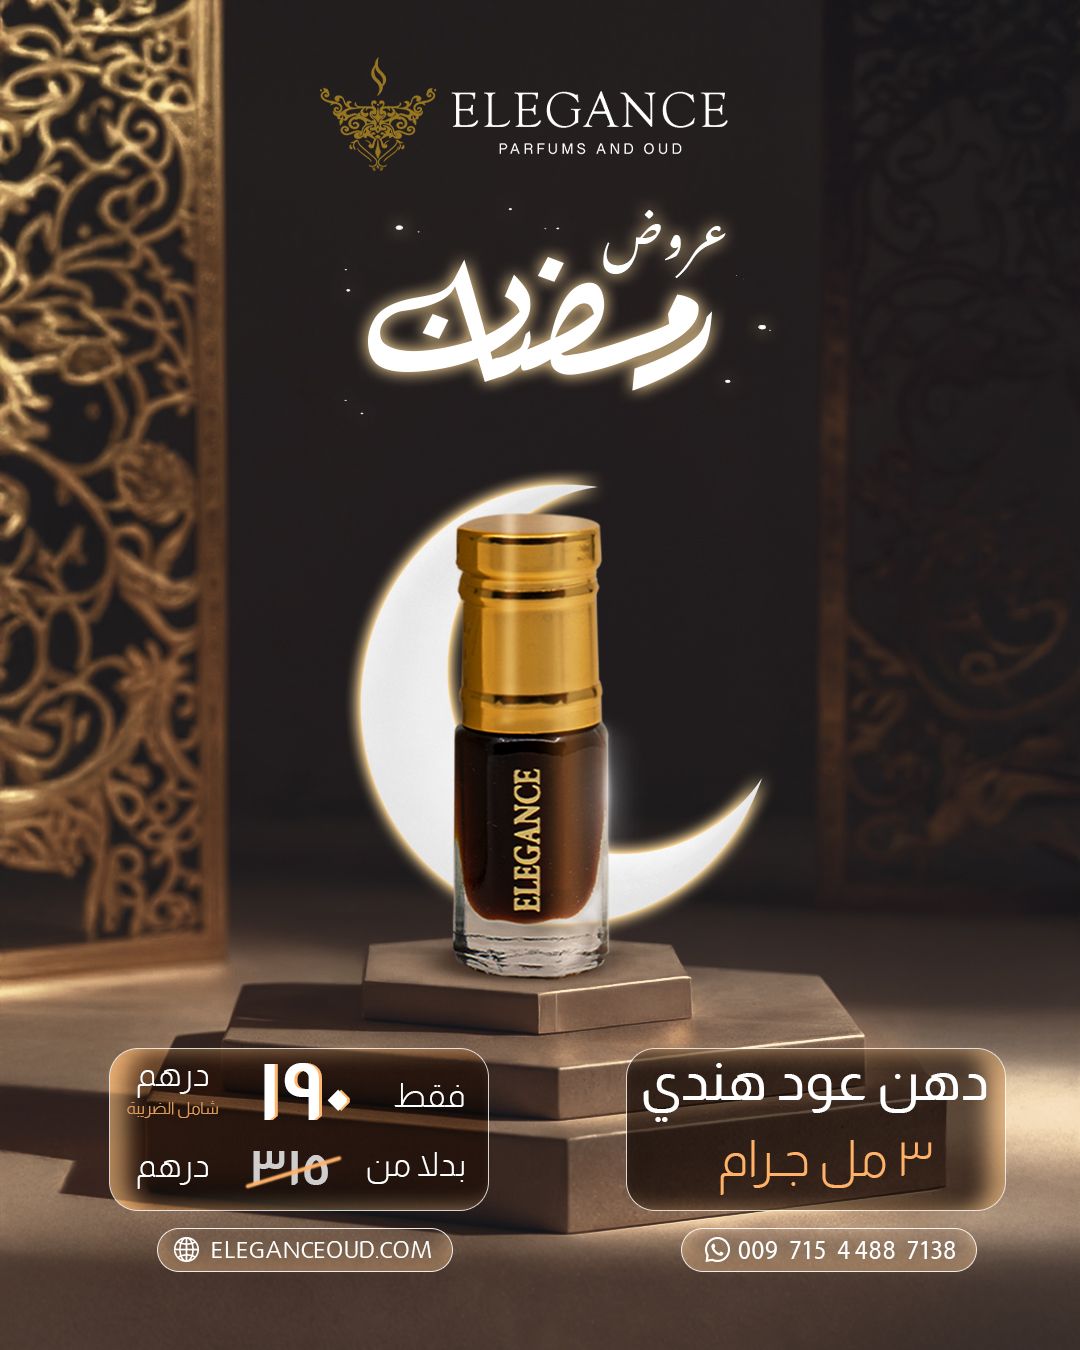 ELEGANCE
PARFUMS AND OUD
عروض
رمضان
ELEGANCE
دهن عود هندي
٣ مل جرام
فقط ١٩٠ درهم
شامل الضريبة
بدلا من ٣١٥ درهم
009 715 4 488 7138
ELEGANCEOUD.COM